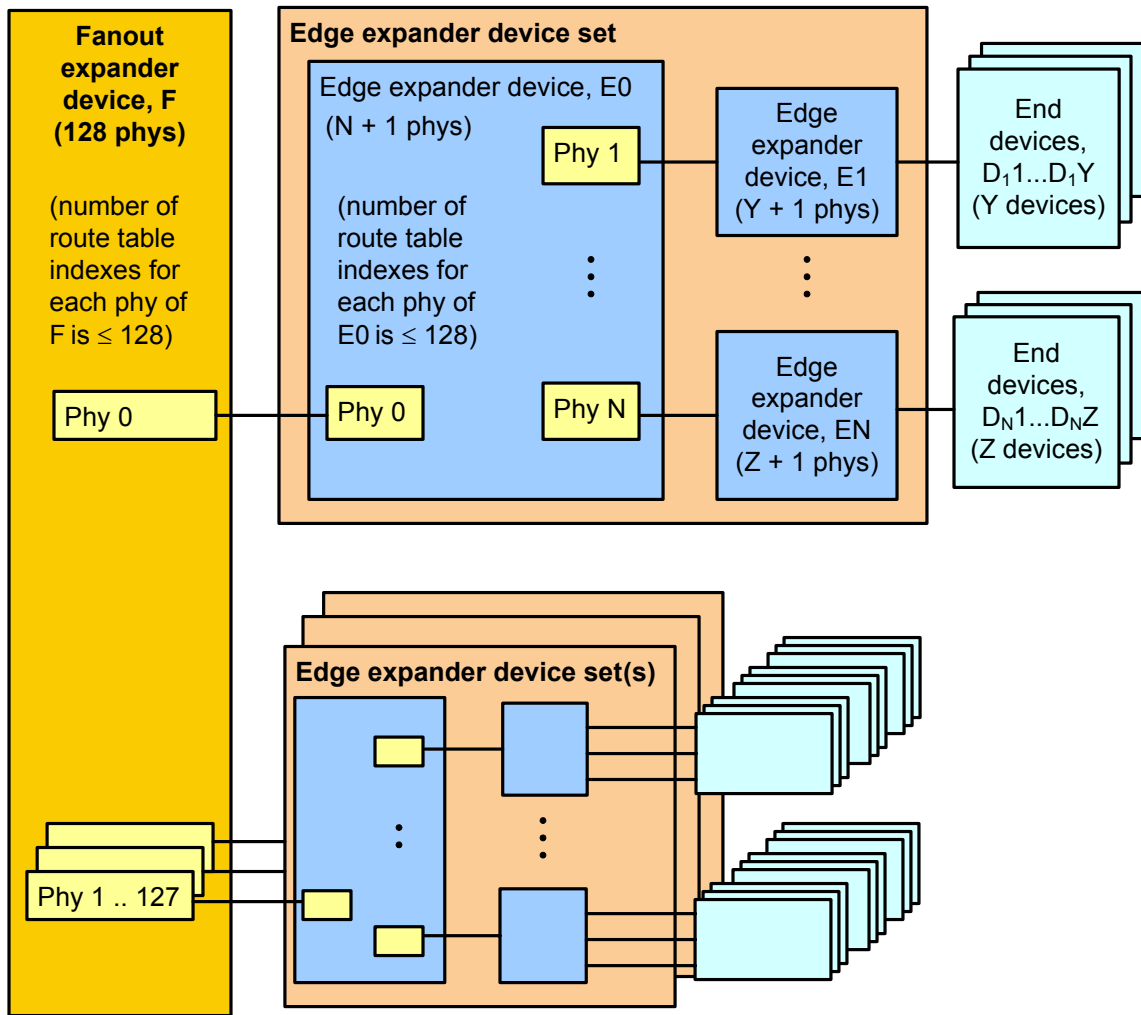 Fanout
expander
device, F
(128 phys)
(number of
route table
indexes for
each phy of
F is ≤ 128)
Phy 0
Edge expander device set
Edge expander device, E0
(N + 1 phys)
(number of
route table
indexes for
each phy of
E0 is ≤ 128)
Phy 0
Phy 1
Phy N
Edge
expander
device, E1
(Y + 1 phys)
Edge
expander
device, EN
(Z + 1 phys)
End
devices,
D₁1...D₁Y
(Y devices)
End
devices,
D_N1...D_NZ
(Z devices)
Edge expander device set(s)
Phy 1 .. 127